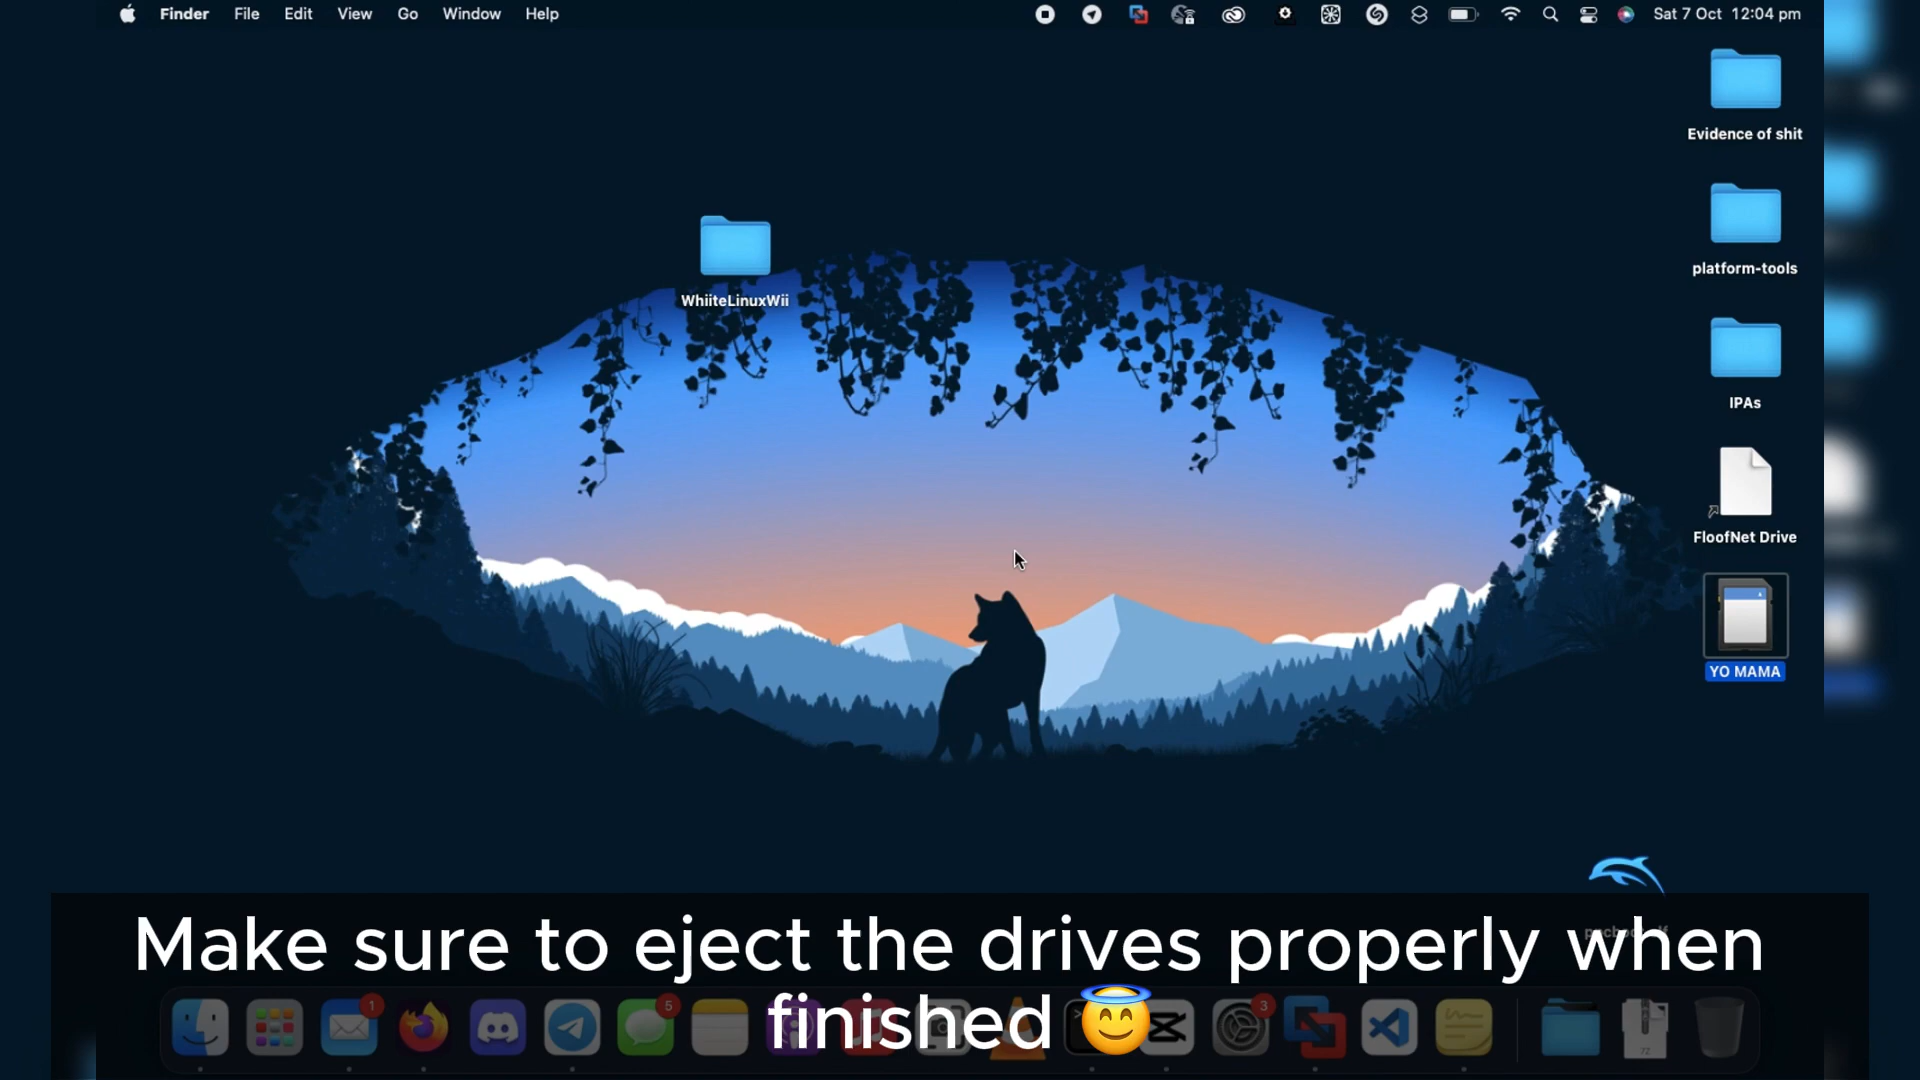 Finder File Edit View Go Window Help Sat 7 Oct 12:04 pm
Evidence of shit
platform-tools
WhiiteLinuxWii
IPAs
FloofNet Drive
YO MAMA
Make sure to eject the drives properly when
finished 😇
1
5
3
7Z